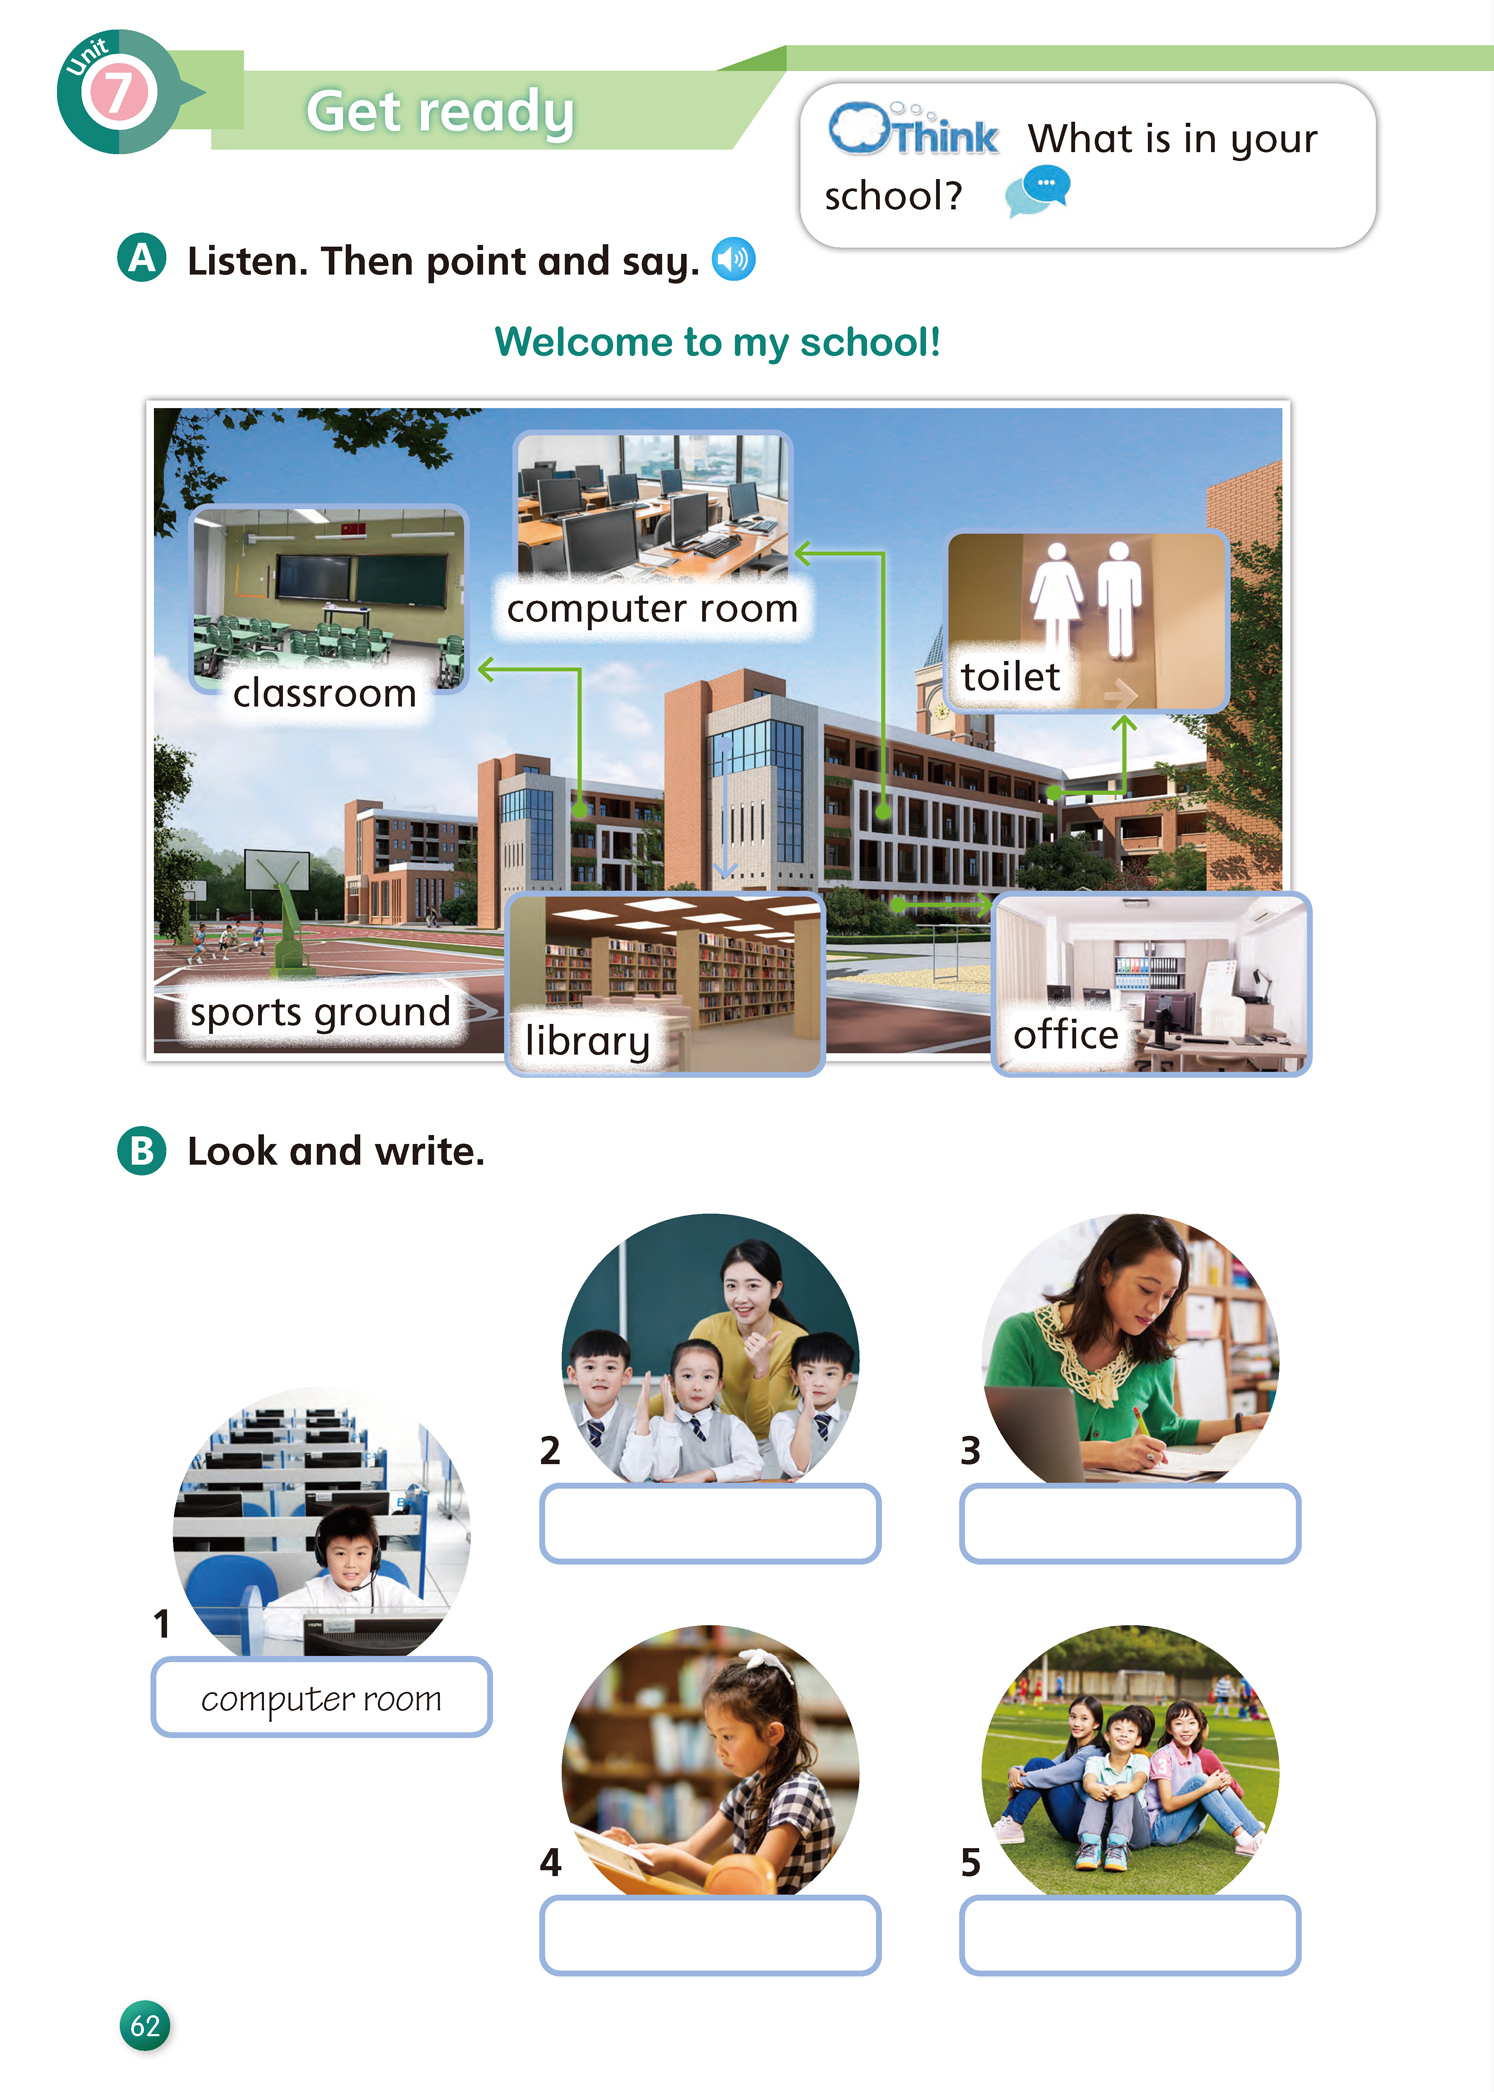 Unit
7
Get ready
Think What is in your
school?
A Listen. Then point and say.
Welcome to my school!
computer room
classroom
toilet
sports ground
library
office
B Look and write.
2
3
1
computer room
4
5
62